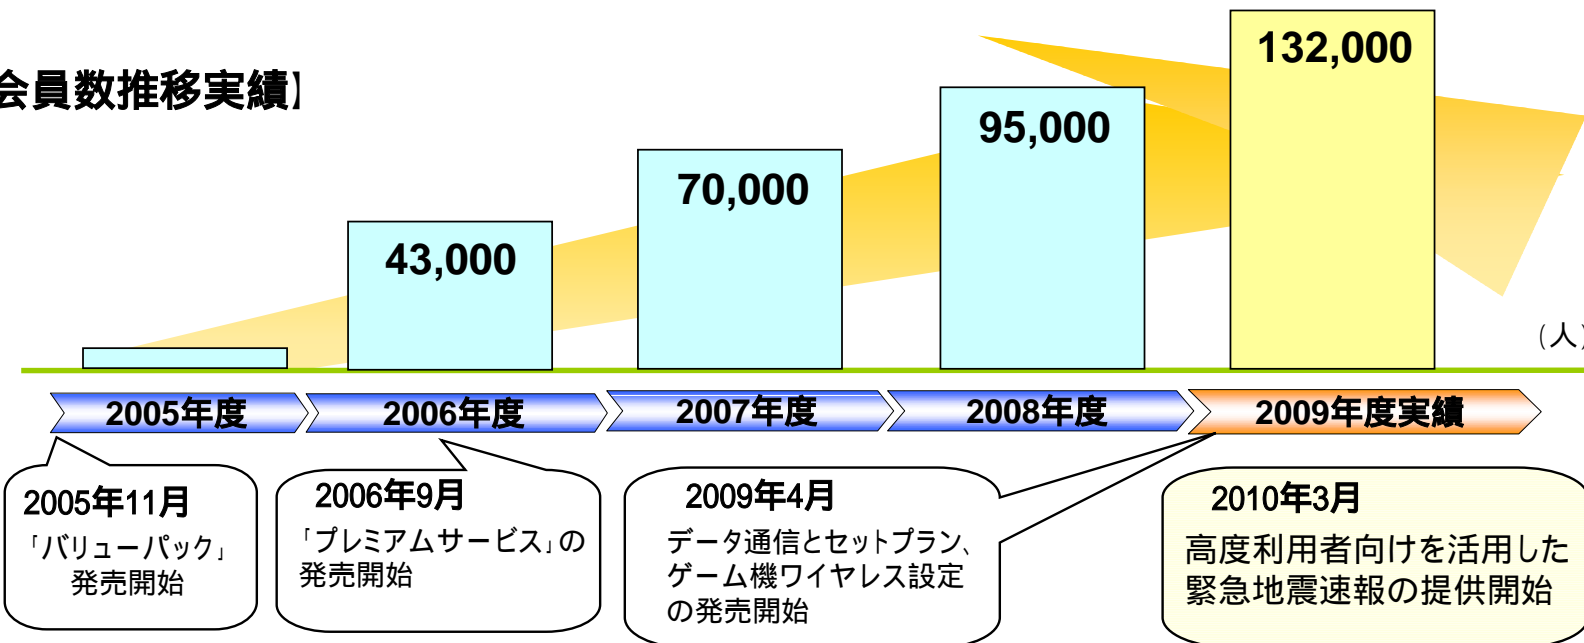 会員数推移実績】
132,000
95,000
70,000
43,000
(人)
2005年度
2006年度
2007年度
2008年度
2009年度実績
2005年11月
「バリューパック」
発売開始
2006年9月
「プレミアムサービス」の
発売開始
2009年4月
データ通信とセットプラン、
ゲーム機ワイヤレス設定
の発売開始
2010年3月
高度利用者向けを活用した
緊急地震速報の提供開始